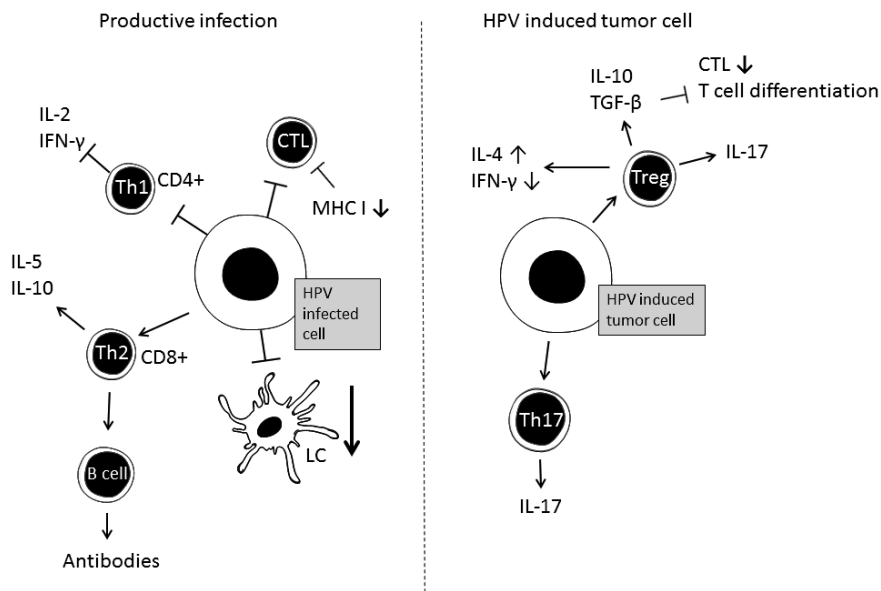 Productive infection
IL-2
IFN-γ
Th1
CD4+
CTL
MHC I ↓
HPV
infected
cell
IL-5
IL-10
Th2
CD8+
LC
B cell
Antibodies
HPV induced tumor cell
IL-10
TGF-β
CTL ↓
T cell differentiation
IL-4 ↑
IFN-γ ↓
Treg
IL-17
HPV induced
tumor cell
Th17
IL-17